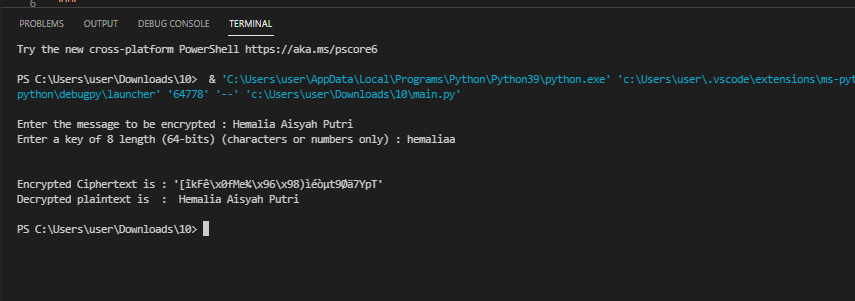 6 """
PROBLEMS OUTPUT DEBUG CONSOLE TERMINAL
Try the new cross-platform PowerShell https://aka.ms/pscore6
PS C:\Users\user\Downloads\10>  & 'C:\Users\user\AppData\Local\Programs\Python\Python39\python.exe' 'c:\Users\user\.vscode\extensions\ms-pyt
python\debugpy\launcher' '64778' '--' 'c:\Users\user\Downloads\10\main.py'
Enter the message to be encrypted : Hemalia Aisyah Putri
Enter a key of 8 length (64-bits) (characters or numbers only) : hemaliaa
Encrypted Ciphertext is : '[îkFê\x0fMe¾\x96\x98)ìéòµt9Øä7YpT'
Decrypted plaintext is  :  Hemalia Aisyah Putri
PS C:\Users\user\Downloads\10>